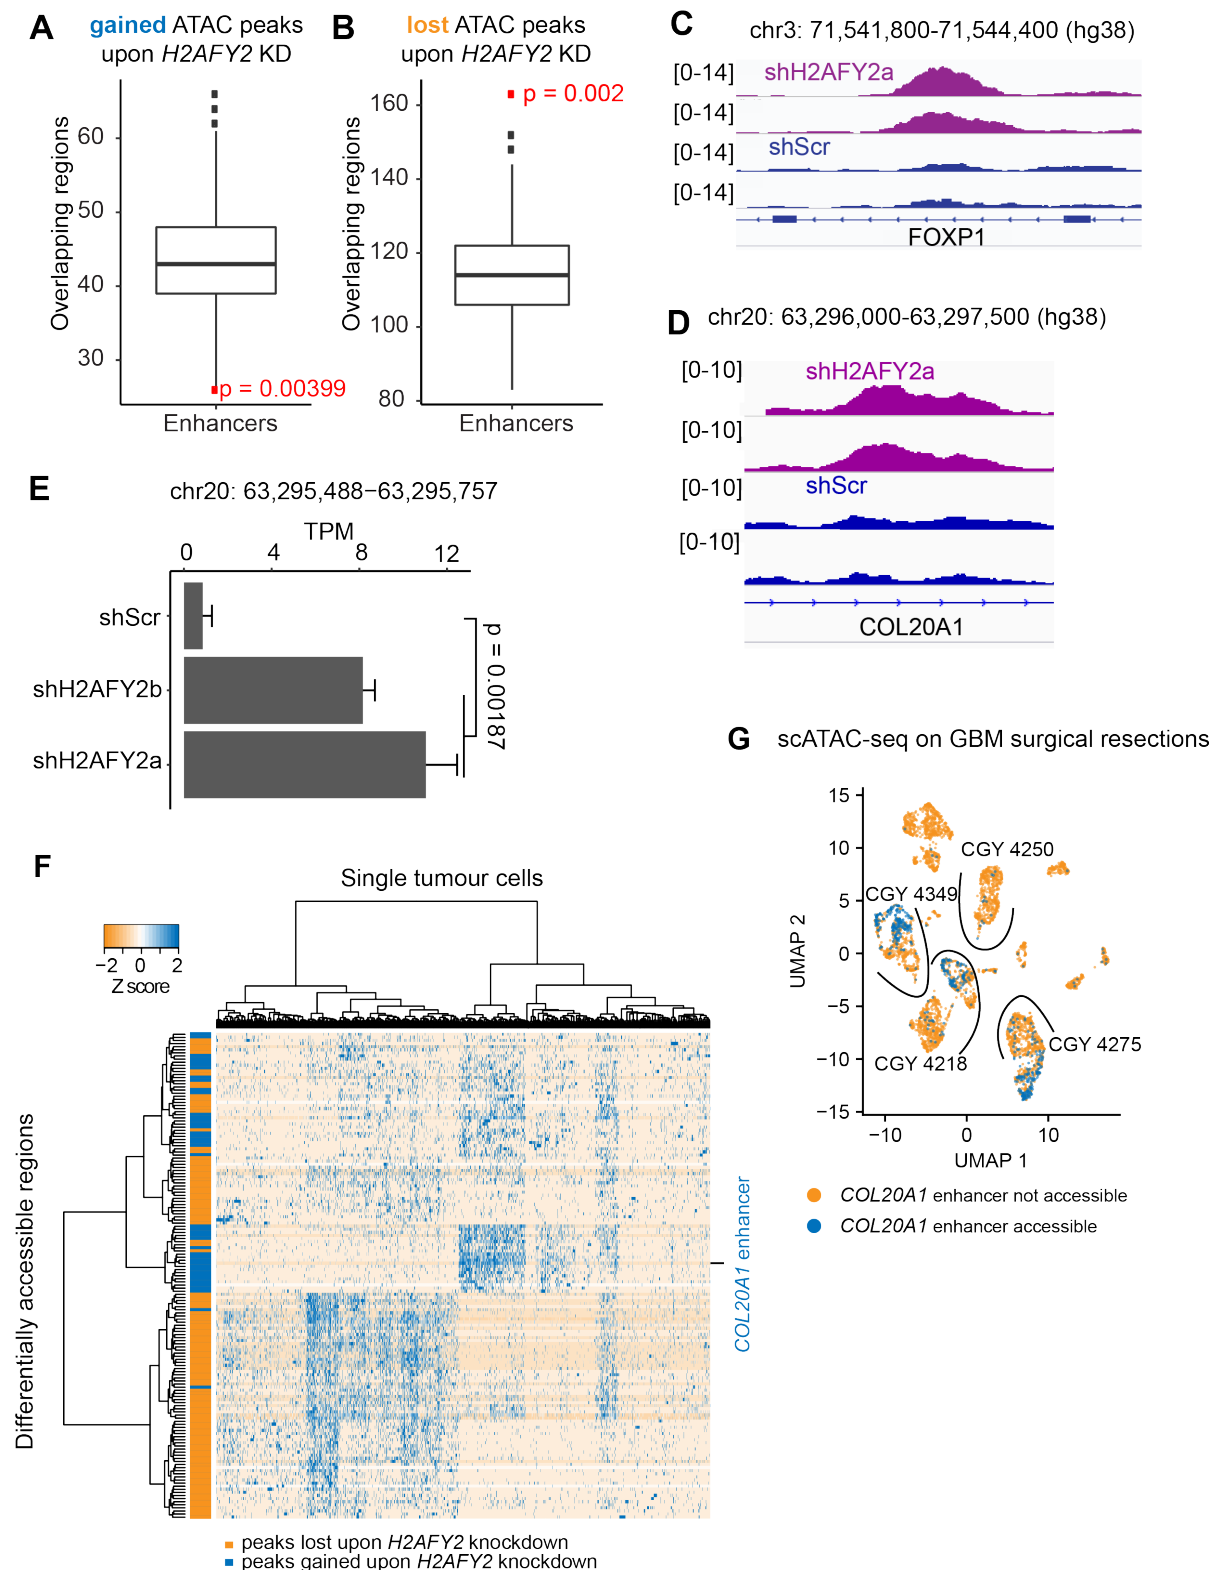 A
gained ATAC peaks
upon H2AFY2 KD
Overlapping regions
60
50
40
30
p = 0.00399
Enhancers
B
lost ATAC peaks
upon H2AFY2 KD
Overlapping regions
160
140
120
100
80
p = 0.002
Enhancers
C
chr3: 71,541,800-71,544,400 (hg38)
[0-14]
shH2AFY2a
[0-14]
[0-14]
shScr
[0-14]
FOXP1
D
chr20: 63,296,000-63,297,500 (hg38)
[0-10]
shH2AFY2a
[0-10]
[0-10]
shScr
[0-10]
COL20A1
E
chr20: 63,295,488−63,295,757
TPM
0 4 8 12
shScr
shH2AFY2b
shH2AFY2a
p = 0.00187
F
Single tumour cells
−2 0 2
Z score
Differentially accessible regions
COL20A1 enhancer
peaks lost upon H2AFY2 knockdown
peaks gained upon H2AFY2 knockdown
G
scATAC-seq on GBM surgical resections
UMAP 2
15
10
5
0
−5
−10
−15
CGY 4250
CGY 4349
CGY 4218
CGY 4275
−10 0 10
UMAP 1
COL20A1 enhancer not accessible
COL20A1 enhancer accessible